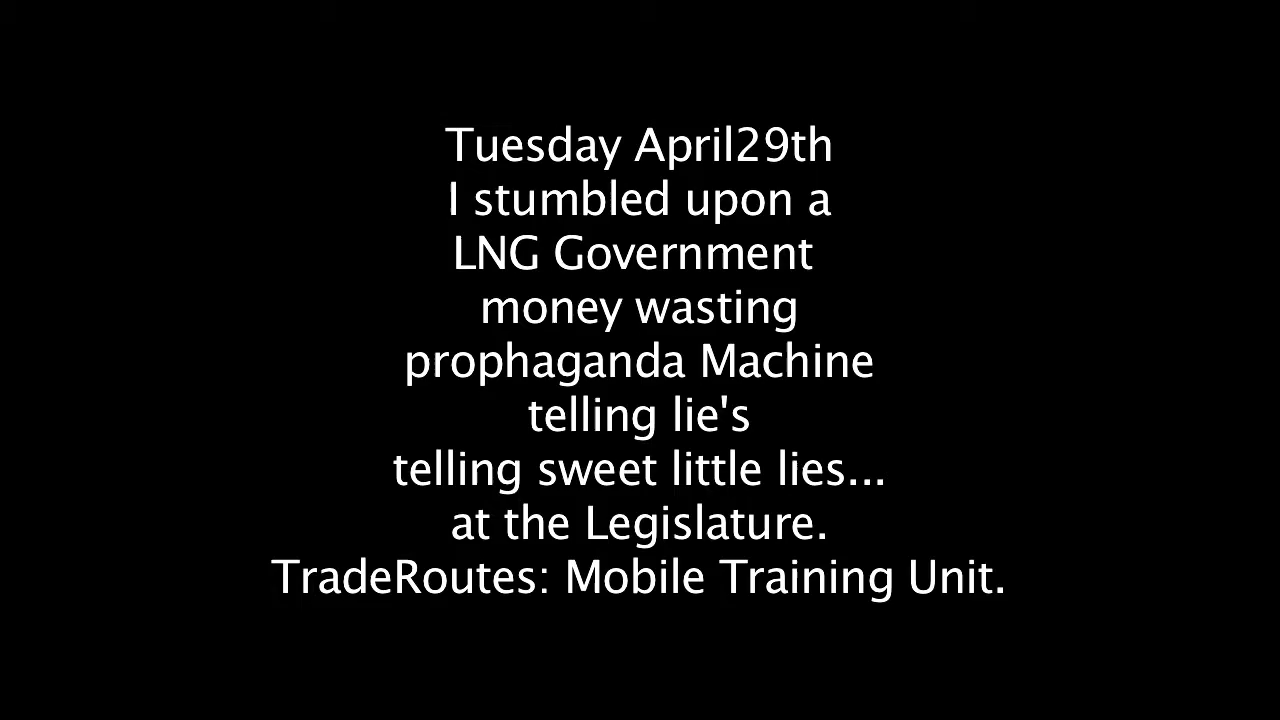 Tuesday April29th
I stumbled upon a
LNG Government
money wasting
prophaganda Machine
telling lie's
telling sweet little lies...
at the Legislature.
TradeRoutes: Mobile Training Unit.